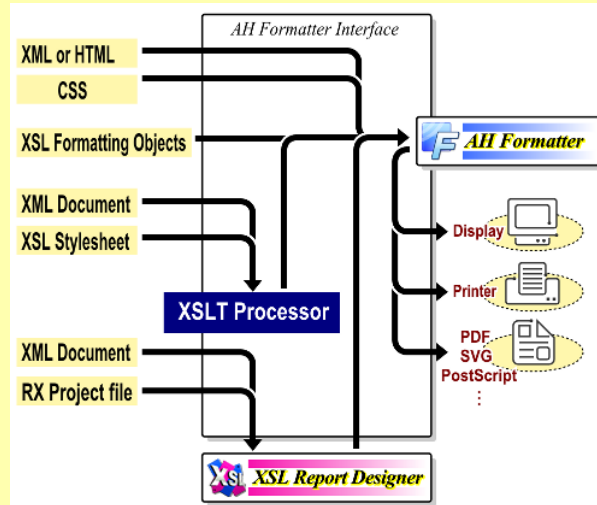 AH Formatter Interface
XML or HTML
CSS
XSL Formatting Objects
F AH Formatter
XML Document
XSL Stylesheet
Display
XSLT Processor
Printer
XML Document
RX Project file
PDF
SVG
PostScript
⋮
XSL XSL Report Designer